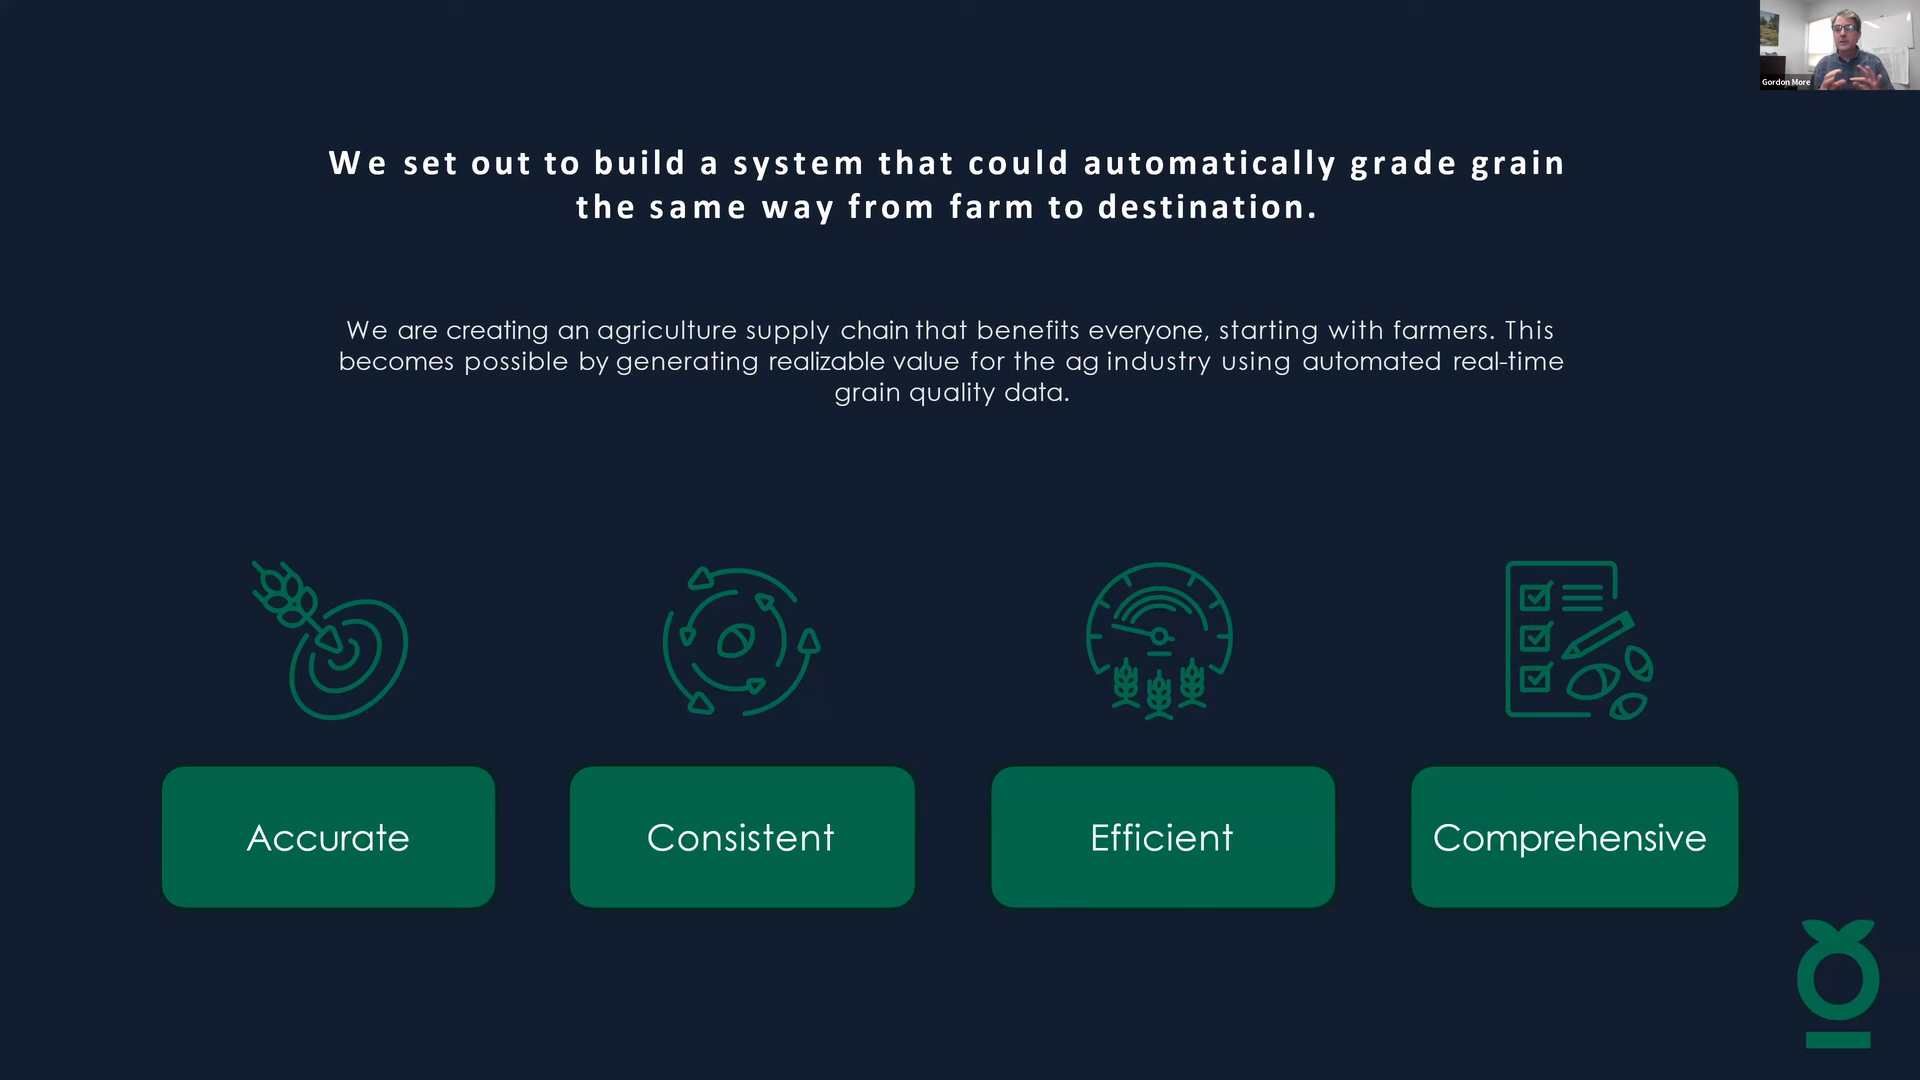 Gordon More
We set out to build a system that could automatically grade grain
the same way from farm to destination.
We are creating an agriculture supply chain that benefits everyone, starting with farmers. This
becomes possible by generating realizable value for the ag industry using automated real-time
grain quality data.
Accurate
Consistent
Efficient
Comprehensive